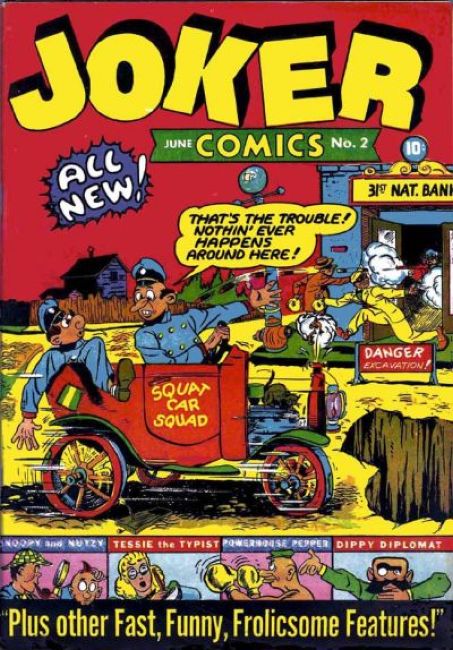 JOKER
JUNE COMICS No. 2
10¢
ALL
NEW!
31ST NAT. BANK
THAT'S THE TROUBLE!
NOTHIN' EVER
HAPPENS
AROUND HERE!
DANGER
EXCAVATION!
SQUAT
CAR
SQUAD
SNOOPY and NUTZY TESSIE the TYPIST POWERHOUSE PEPPER DIPPY DIPLOMAT
"Plus other Fast, Funny, Frolicsome Features!"